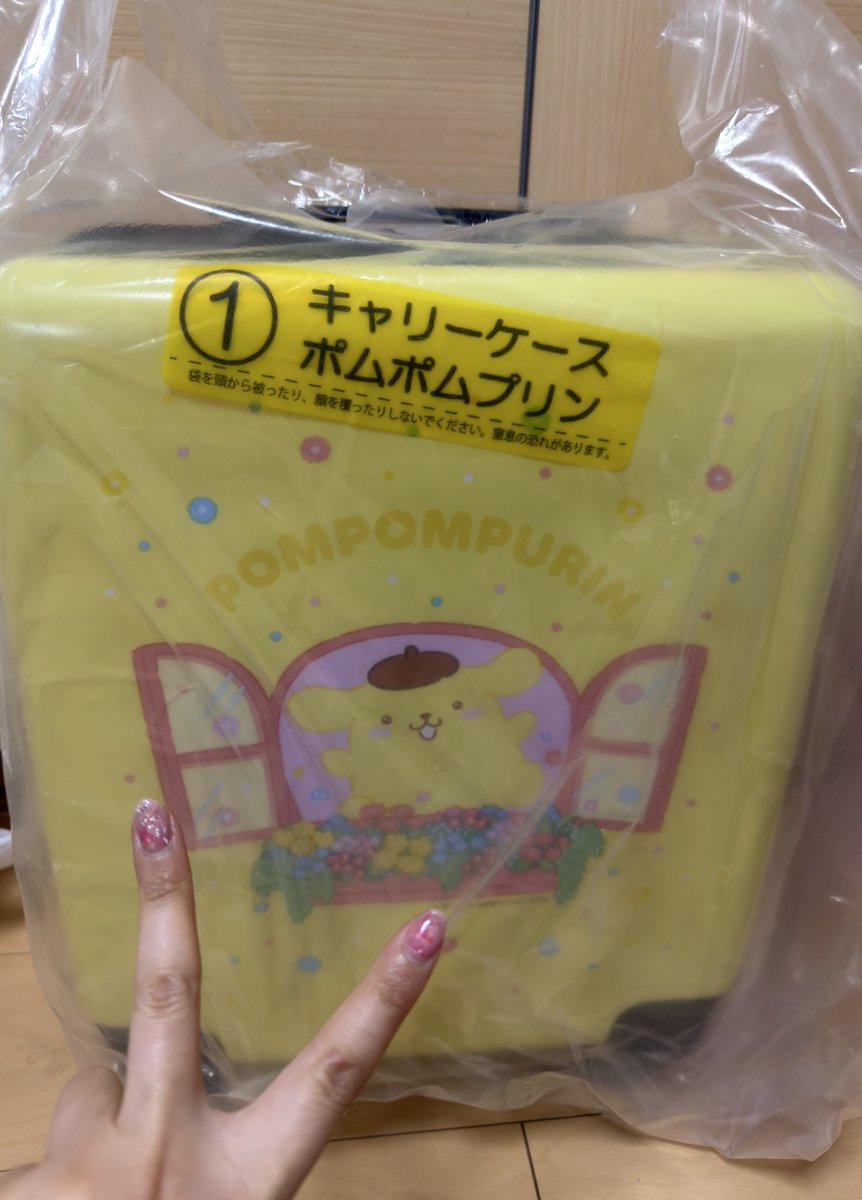 ① キャリーケース
ポムポムプリン
袋を頭から被ったり、顔を覆ったりしないでください。窒息の恐れがあります。
POMPOMPURIN